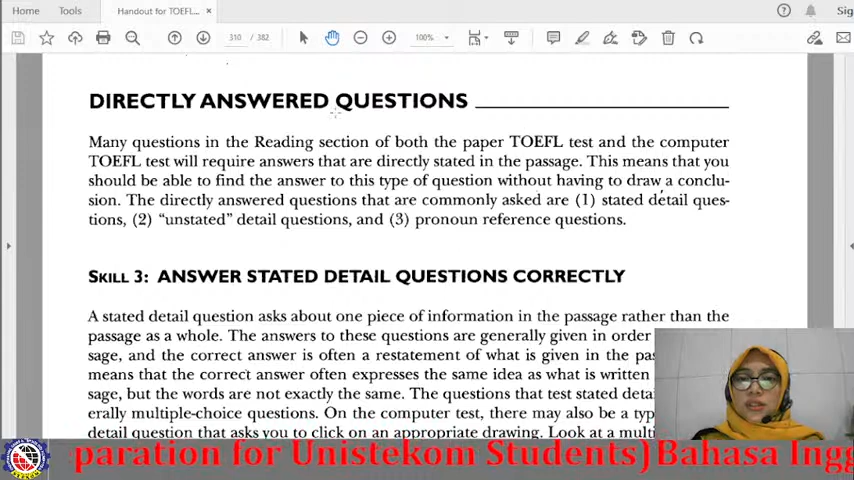 Home Tools Handout for TOEFL... × Sig
310 / 382 100%
DIRECTLY ANSWERED QUESTIONS
Many questions in the Reading section of both the paper TOEFL test and the computer
TOEFL test will require answers that are directly stated in the passage. This means that you
should be able to find the answer to this type of question without having to draw a conclu-
sion. The directly answered questions that are commonly asked are (1) stated detail ques-
tions, (2) "unstated" detail questions, and (3) pronoun reference questions.
SKILL 3: ANSWER STATED DETAIL QUESTIONS CORRECTLY
A stated detail question asks about one piece of information in the passage rather than the
passage as a whole. The answers to these questions are generally given in order
sage, and the correct answer is often a restatement of what is given in the pas
means that the correct answer often expresses the same idea as what is written
sage, but the words are not exactly the same. The questions that test stated detai
erally multiple-choice questions. On the computer test, there may also be a typ
detail question that asks you to click on an appropriate drawing. Look at a multi
paration for Unistekom Students) Bahasa Ingg